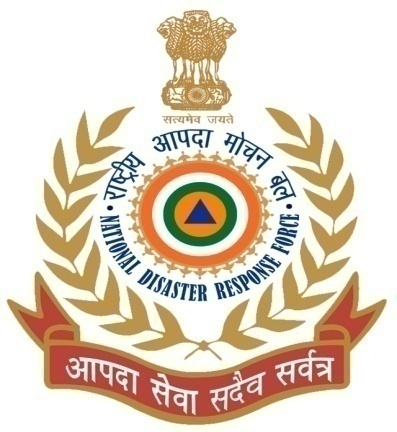 सत्यमेव जयते
राष्ट्रीय आपदा मोचन बल
NATIONAL DISASTER RESPONSE FORCE
आपदा सेवा सदैव सर्वत्र